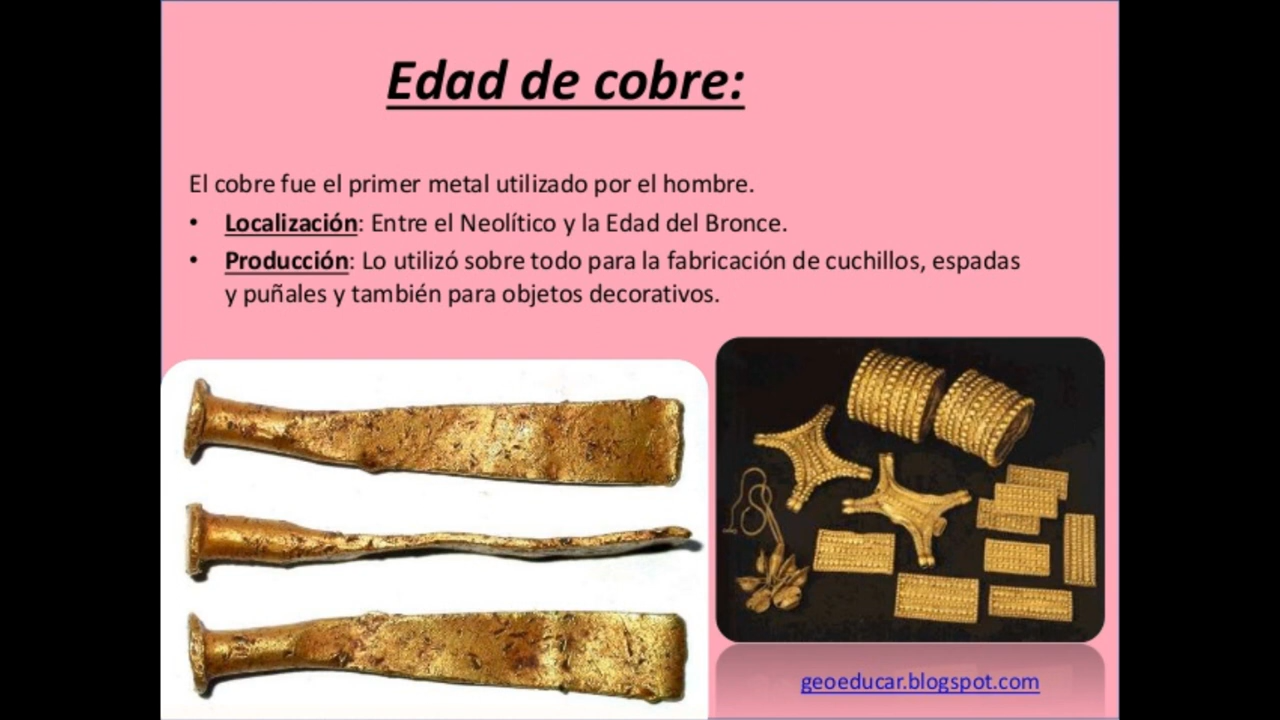 Edad de cobre:
El cobre fue el primer metal utilizado por el hombre.
• Localización: Entre el Neolítico y la Edad del Bronce.
• Producción: Lo utilizó sobre todo para la fabricación de cuchillos, espadas
y puñales y también para objetos decorativos.
geoeducar.blogspot.com